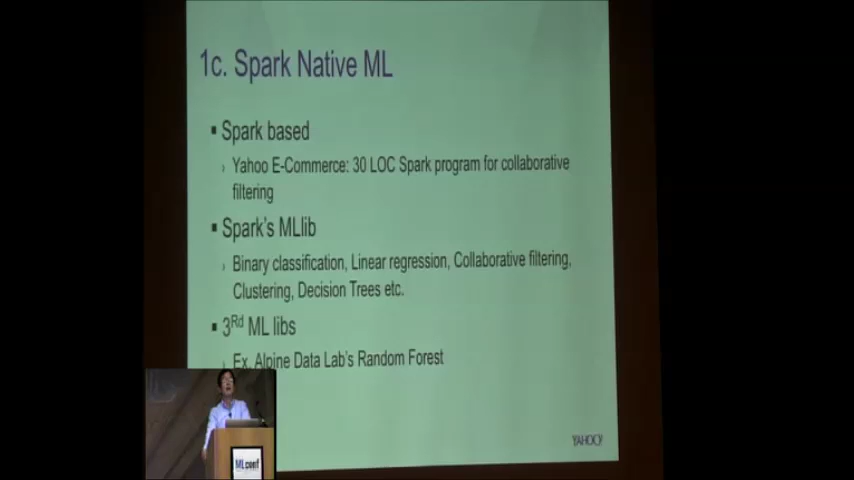 1c. Spark Native ML
▪ Spark based
› Yahoo E-Commerce: 30 LOC Spark program for collaborative
filtering
▪ Spark's MLlib
› Binary classification, Linear regression, Collaborative filtering,
Clustering, Decision Trees etc.
▪ 3Rd ML libs
› Ex. Alpine Data Lab's Random Forest
YAHOO!
MLconf